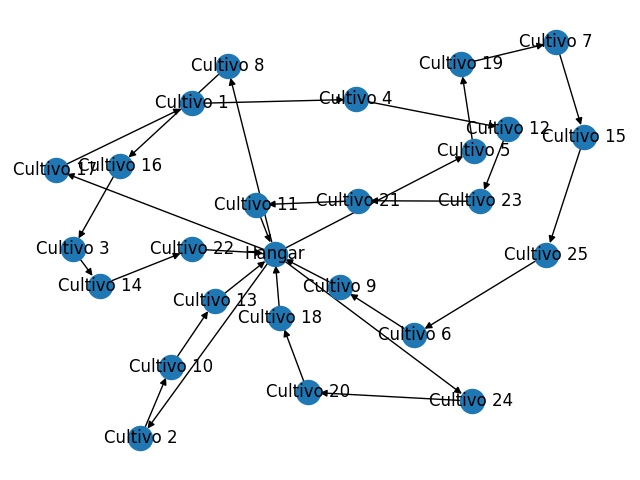 Cultivo 7
Cultivo 19
Cultivo 8
Cultivo 4
Cultivo 1
Cultivo 12
Cultivo 15
Cultivo 5
Cultivo 17
Cultivo 16
Cultivo 11
Cultivo 21
Cultivo 23
Cultivo 3
Cultivo 22
Hangar
Cultivo 25
Cultivo 14
Cultivo 9
Cultivo 13
Cultivo 18
Cultivo 6
Cultivo 10
Cultivo 20
Cultivo 24
Cultivo 2